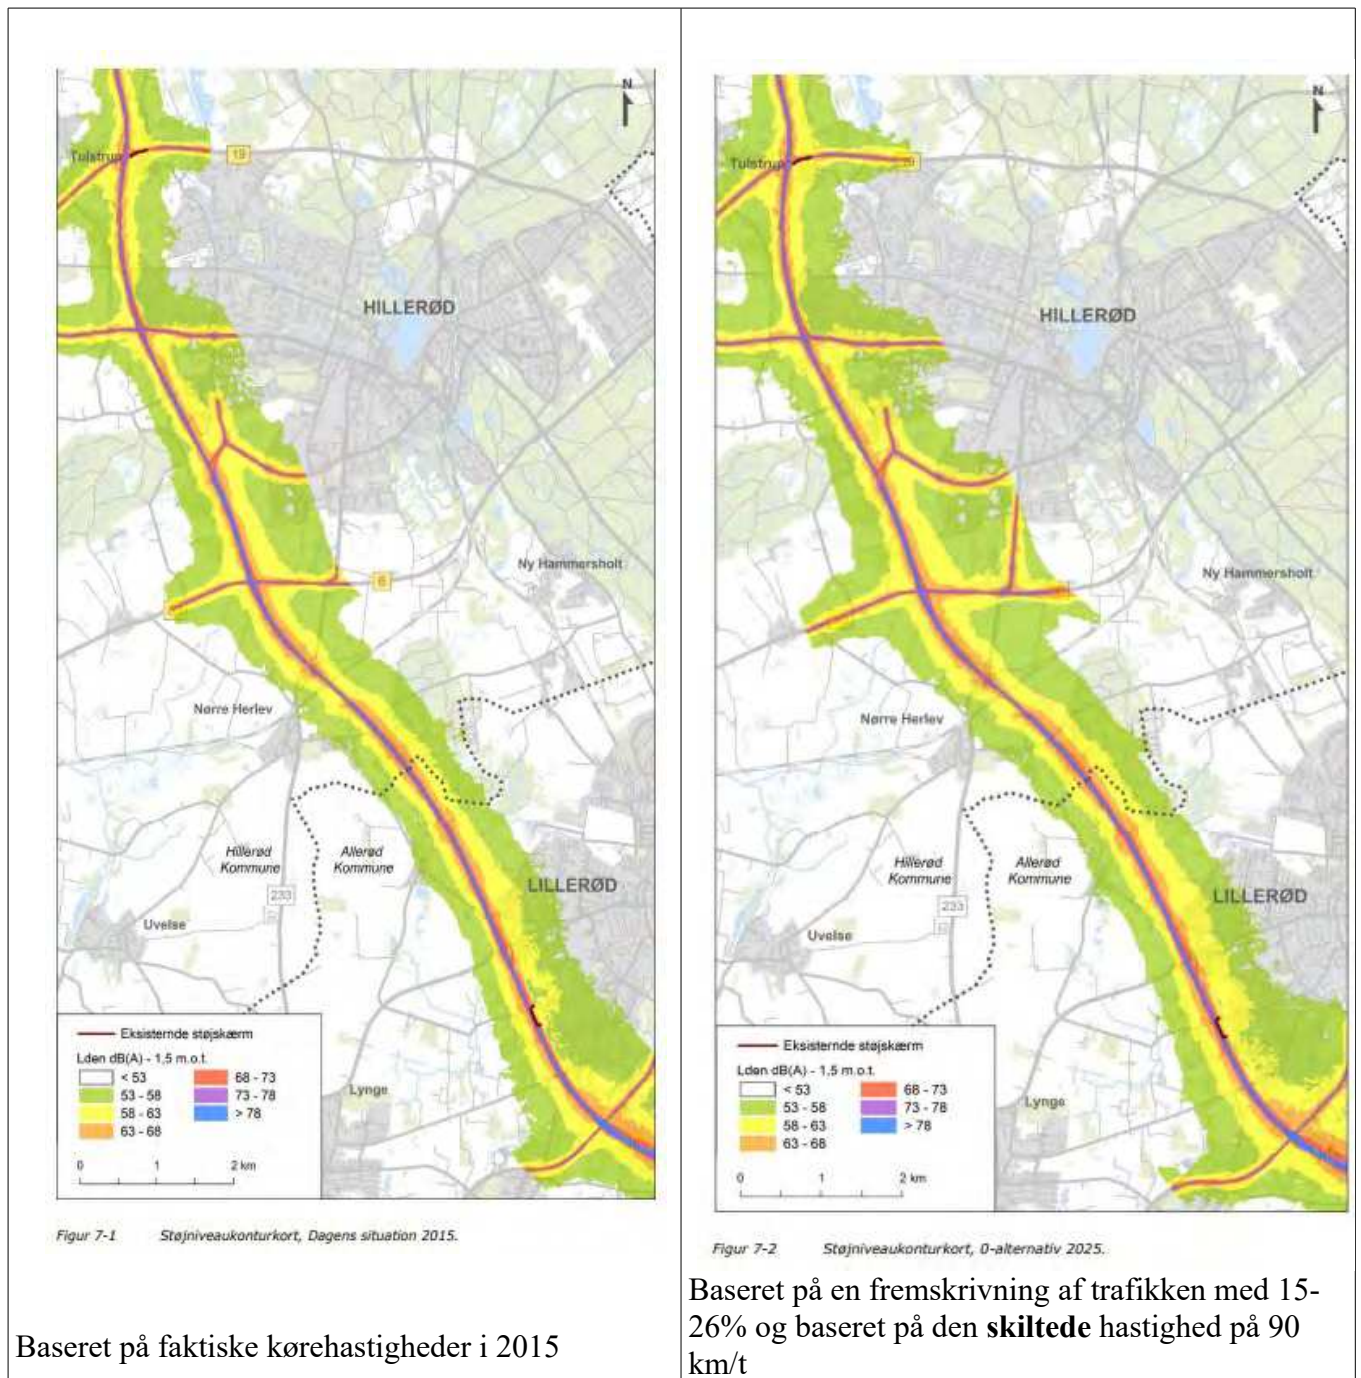 N
Tulstrup
19
HILLERØD
Ny Hammersholt
6
Nørre Herlev
Hillerød
Kommune
Allerød
Kommune
233
LILLERØD
Uvelse
Lynge
Eksisternde støjskærm
Lden dB(A) - 1,5 m.o.t.
< 53
68 - 73
53 - 58
73 - 78
58 - 63
> 78
63 - 68
0 1 2 km
Figur 7-1 Støjniveaukonturkort, Dagens situation 2015.
Baseret på faktiske kørehastigheder i 2015
N
Tulstrup
HILLERØD
Ny Hammersholt
Nørre Herlev
Hillerød
Kommune
Allerød
Kommune
233
LILLERØD
Uvelse
Lynge
Eksisternde støjskærm
Lden dB(A) - 1,5 m.o.t.
< 53
68 - 73
53 - 58
73 - 78
58 - 63
> 78
63 - 68
0 1 2 km
Figur 7-2 Støjniveaukonturkort, 0-alternativ 2025.
Baseret på en fremskrivning af trafikken med 15-
26% og baseret på den skiltede hastighed på 90
km/t